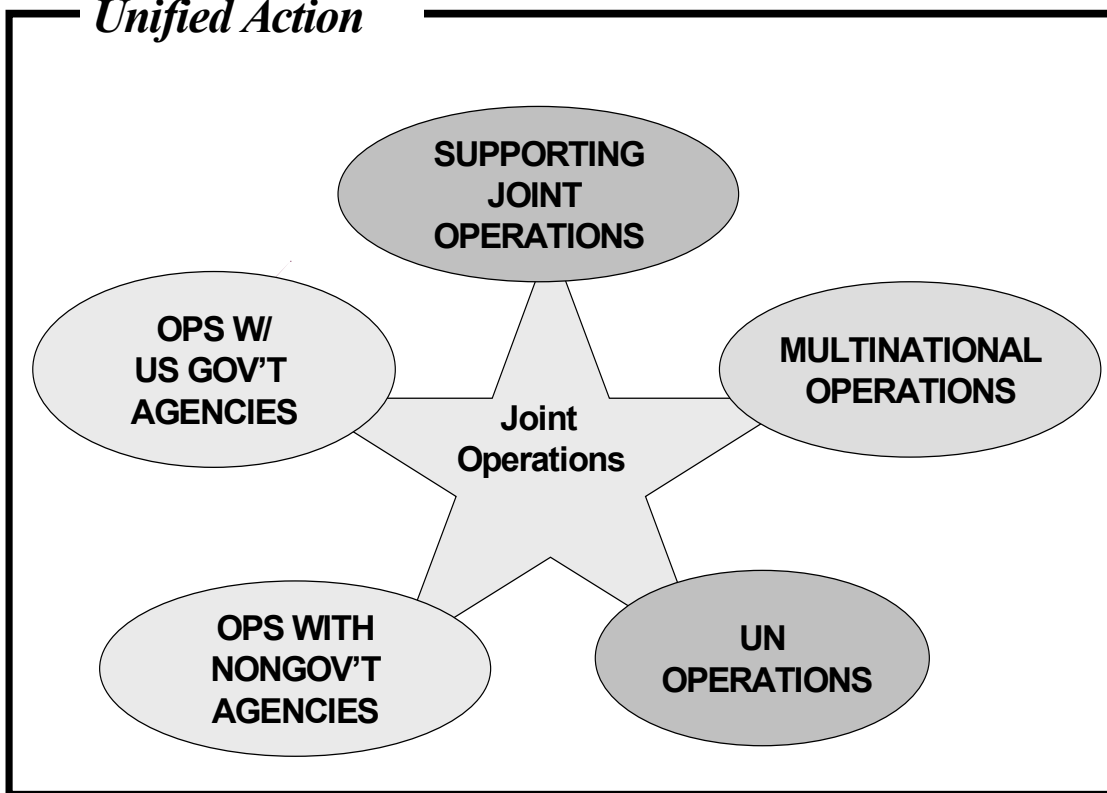 Unified Action
SUPPORTING
JOINT
OPERATIONS
OPS W/
US GOV’T
AGENCIES
MULTINATIONAL
OPERATIONS
Joint
Operations
OPS WITH
NONGOV’T
AGENCIES
UN
OPERATIONS